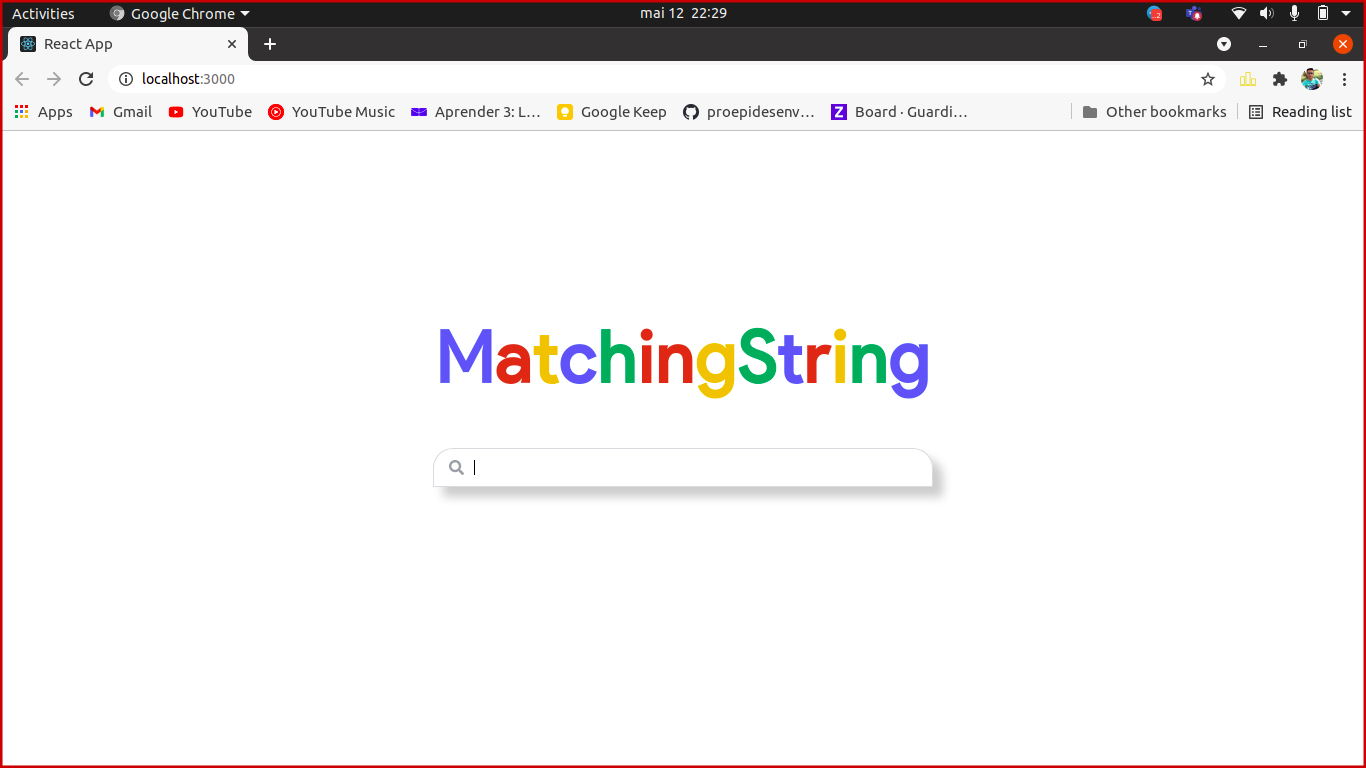 Activities Google Chrome mai 12 22:29
React App
localhost:3000
Apps Gmail YouTube YouTube Music Aprender 3: L... Google Keep proepidesenv... Board · Guardi... Other bookmarks Reading list
MatchingString